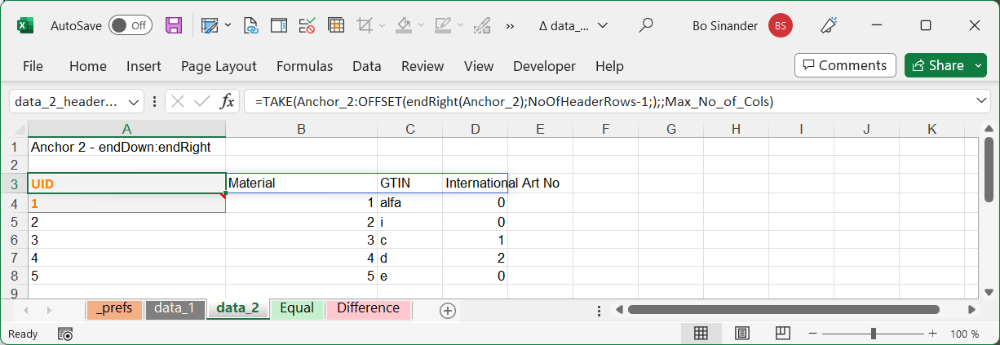 AutoSave Off Δ data_... Bo Sinander BS
File Home Insert Page Layout Formulas Data Review View Developer Help Comments Share
data_2_header... fx =TAKE(Anchor_2:OFFSET(endRight(Anchor_2);NoOfHeaderRows-1;);;Max_No_of_Cols)
A B C D E F G H I J K
1 Anchor 2 - endDown:endRight
2
3 UID Material GTIN International Art No
4 1 1 alfa 0
5 2 2 i 0
6 3 3 c 1
7 4 4 d 2
8 5 5 e 0
9
_prefs data_1 data_2 Equal Difference
Ready 100 %